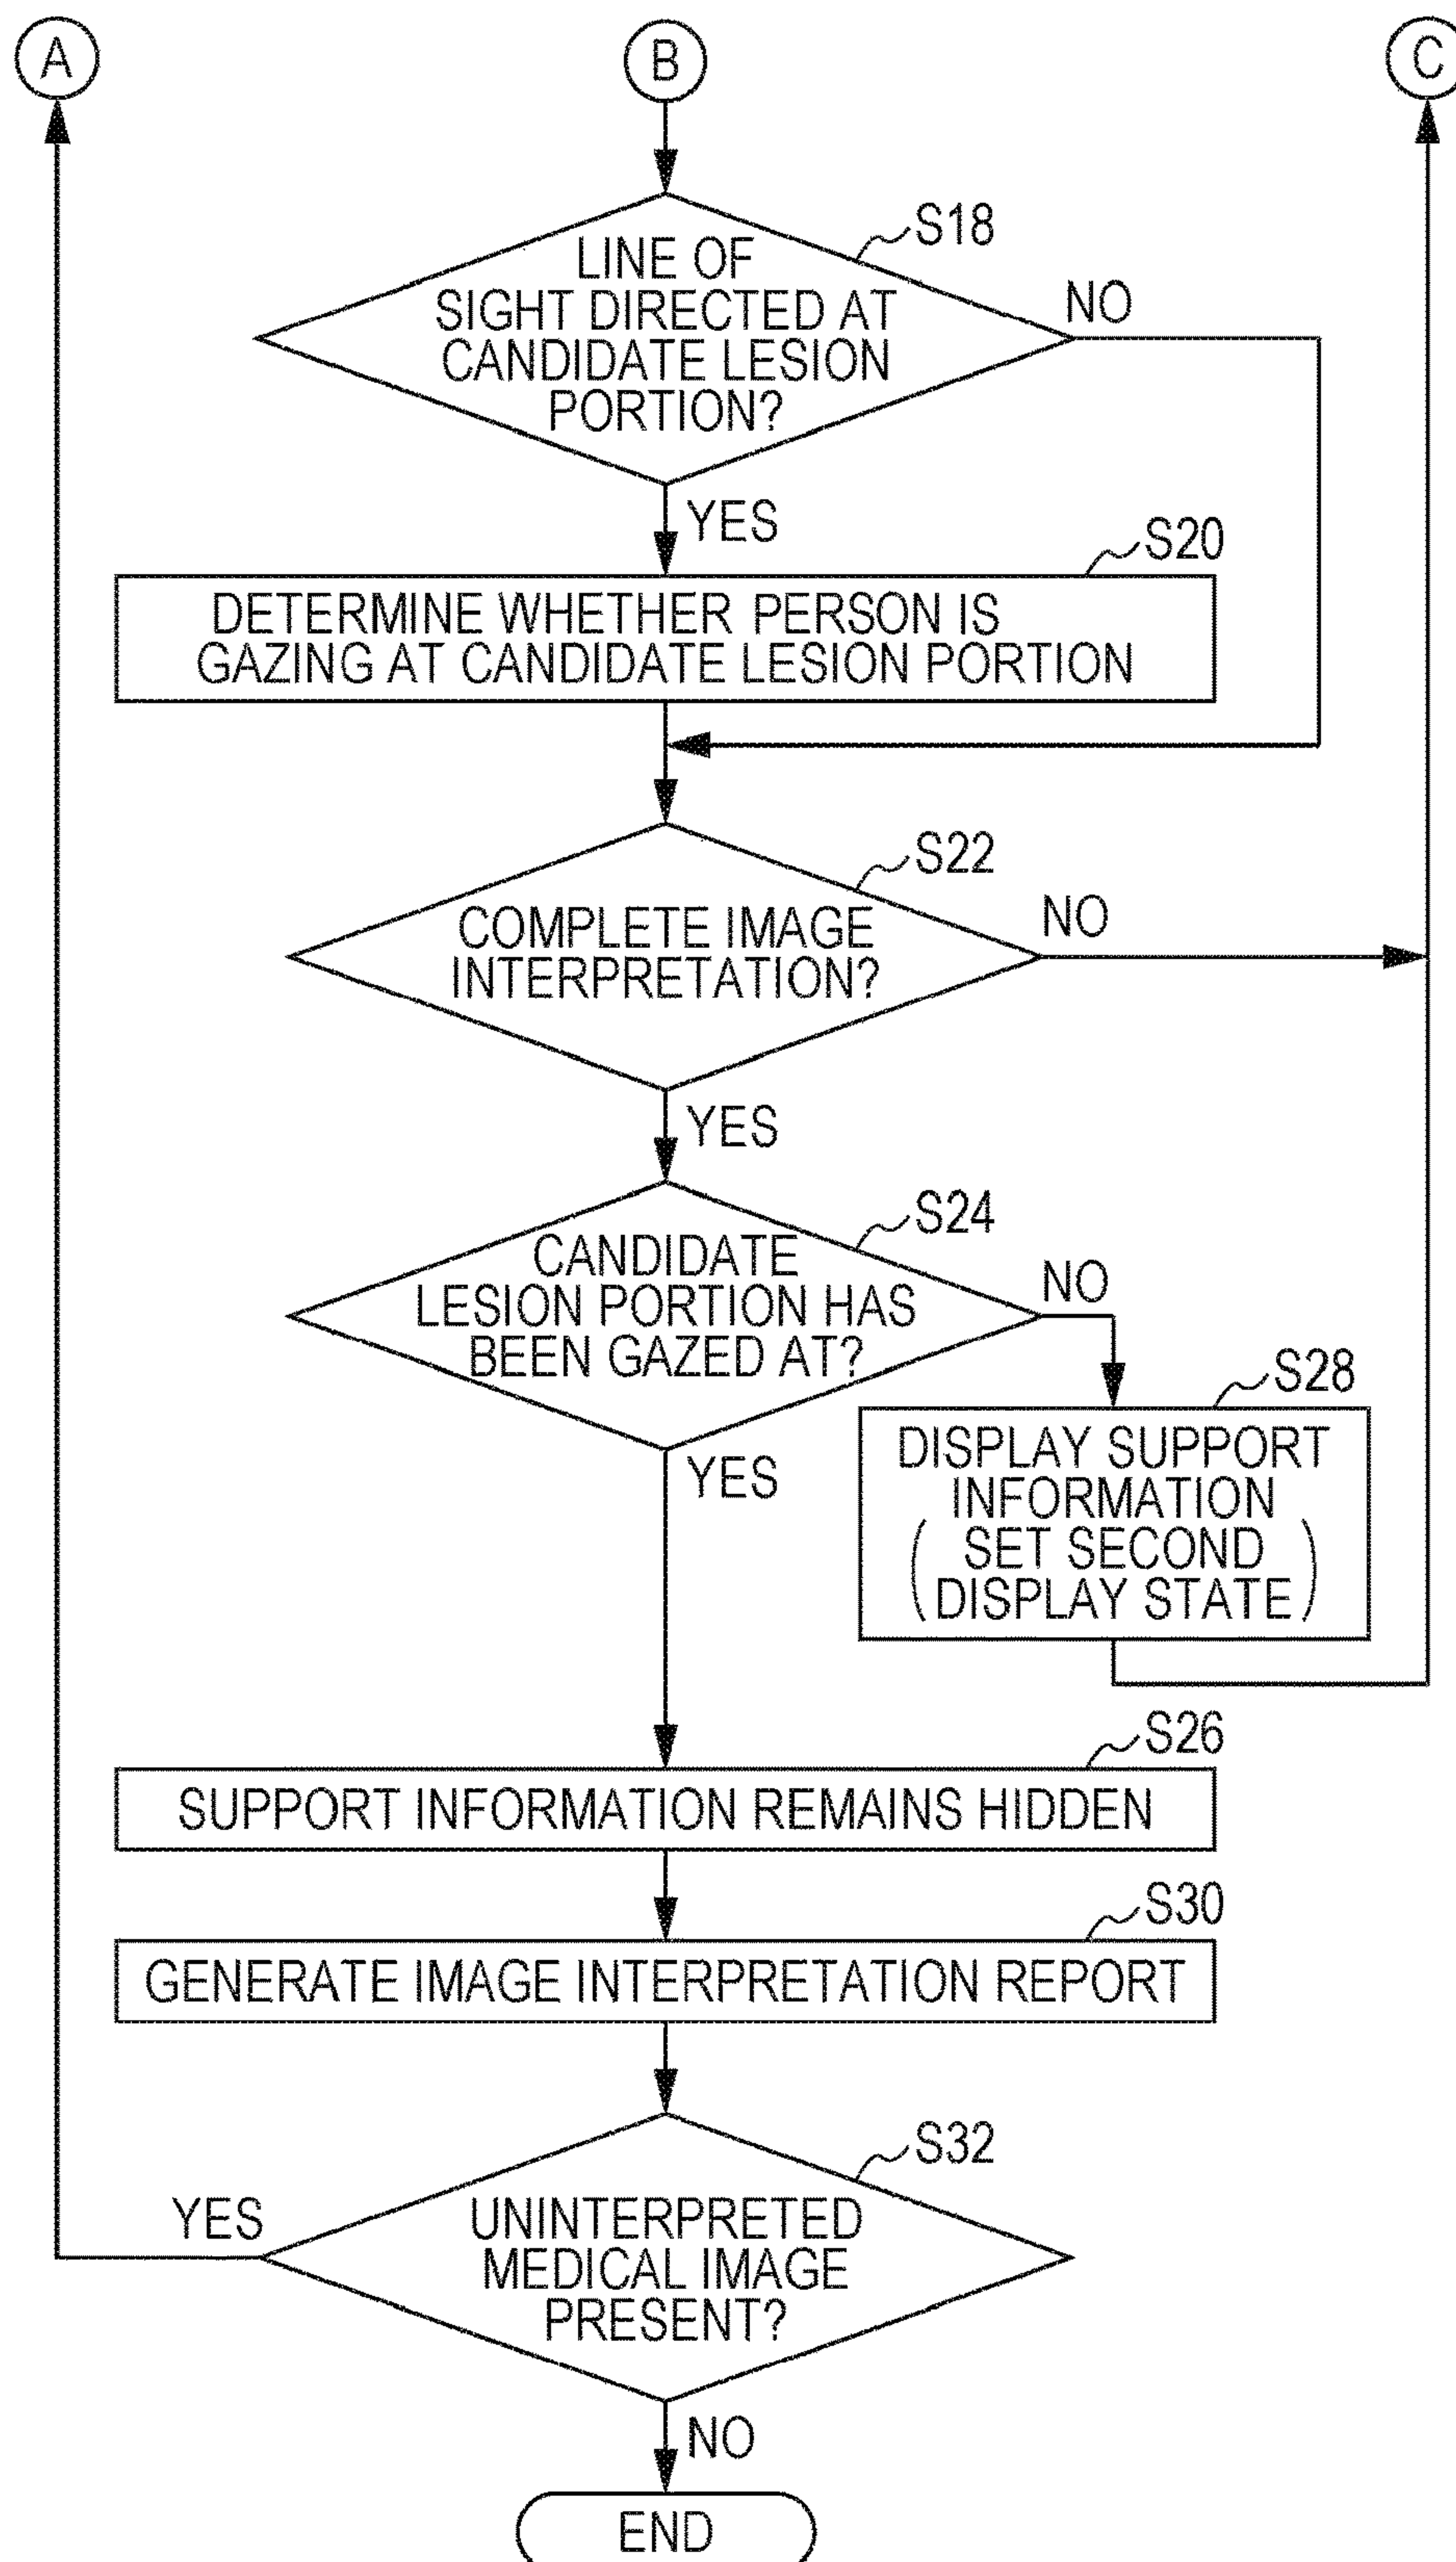 A
B
C
S18
LINE OF
SIGHT DIRECTED AT
CANDIDATE LESION
PORTION?
NO
YES
S20
DETERMINE WHETHER PERSON IS
GAZING AT CANDIDATE LESION PORTION
S22
COMPLETE IMAGE
INTERPRETATION?
NO
YES
S24
CANDIDATE
LESION PORTION HAS
BEEN GAZED AT?
NO
YES
S28
DISPLAY SUPPORT
INFORMATION
( SET SECOND
DISPLAY STATE )
S26
SUPPORT INFORMATION REMAINS HIDDEN
S30
GENERATE IMAGE INTERPRETATION REPORT
S32
UNINTERPRETED
MEDICAL IMAGE
PRESENT?
YES
NO
END